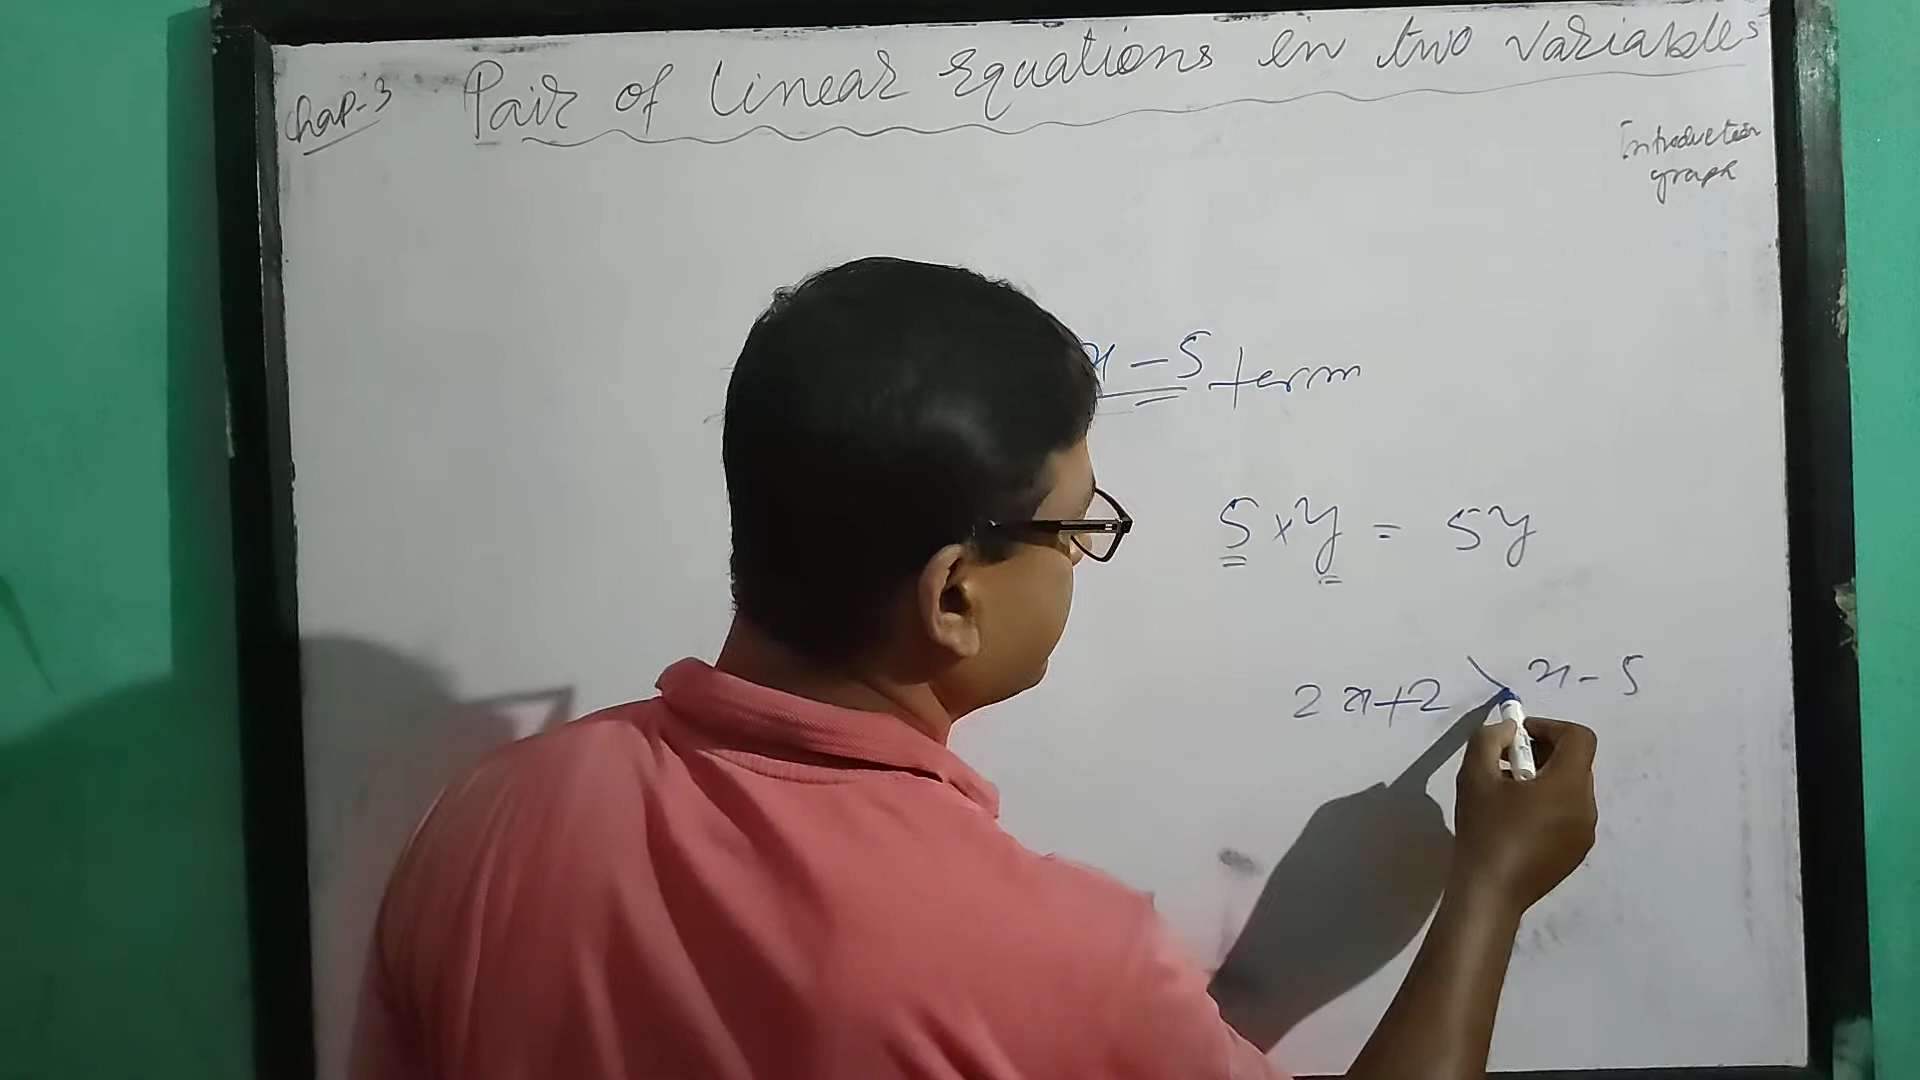 Chap-3 Pair of Linear Equations in two variables
Introduction
graph
x - 5 term
5 x y = 5y
2x+2 > x - 5